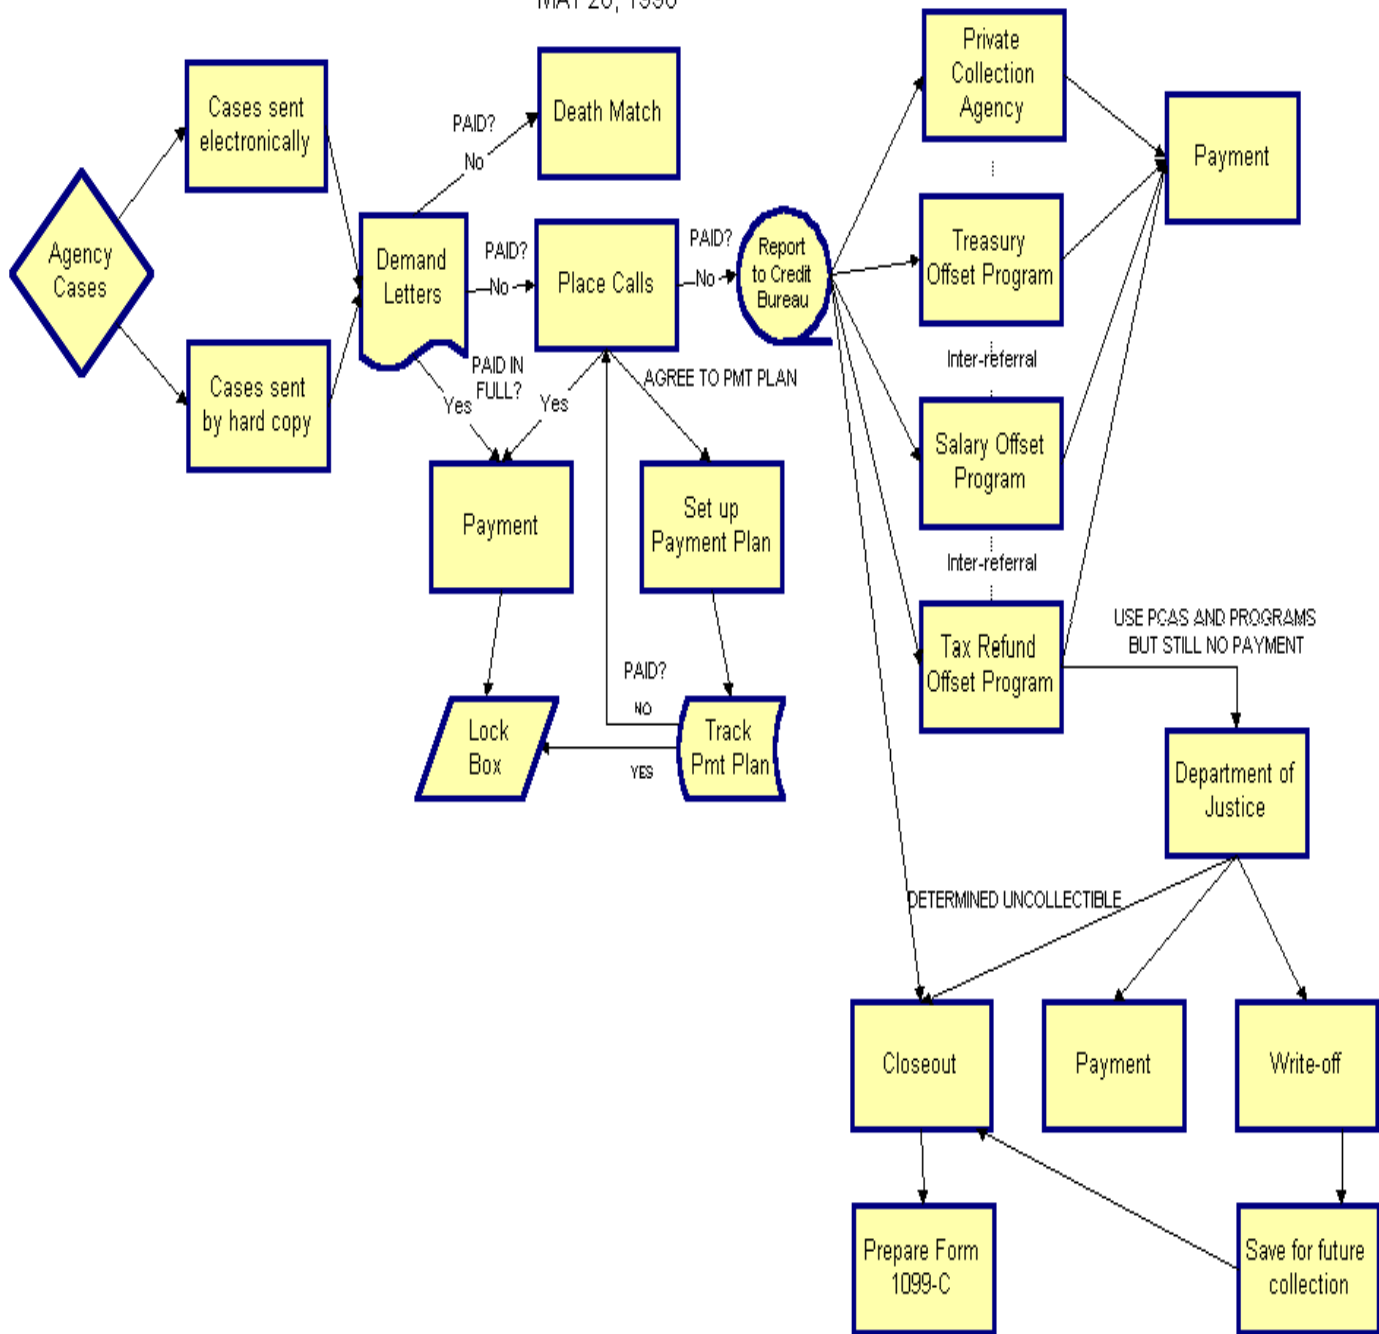 Private
Collection
Agency
Cases sent
electronically
Death Match
PAID?
No
Payment
Agency
Cases
Demand
Letters
PAID?
No
Place Calls
PAID?
No
Report
to Credit
Bureau
Treasury
Offset Program
Inter-referral
PAID IN
FULL?
Yes
Yes
AGREE TO PMT PLAN
Cases sent
by hard copy
Salary Offset
Program
Payment
Set up
Payment Plan
Inter-referral
Tax Refund
Offset Program
USE PCAS AND PROGRAMS
BUT STILL NO PAYMENT
PAID?
NO
YES
Lock
Box
Track
Pmt Plan
Department of
Justice
DETERMINED UNCOLLECTIBLE
Closeout
Payment
Write-off
Prepare Form
1099-C
Save for future
collection